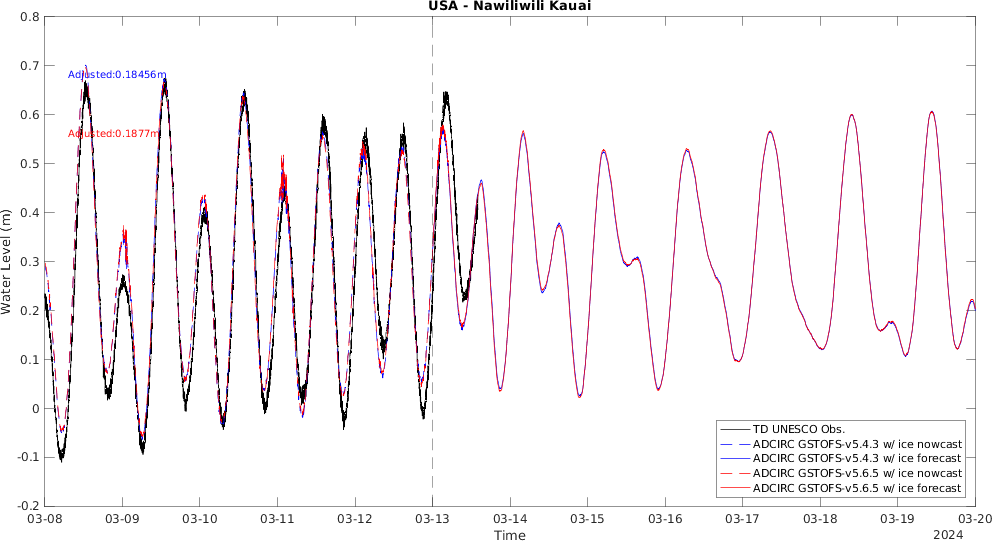 USA - Nawiliwili Kauai
0.8
0.7
0.6
0.5
0.4
0.3
0.2
0.1
0
-0.1
-0.2
Water Level (m)
Adjusted:0.18456m
Adjusted:0.1877m
TD UNESCO Obs.
ADCIRC GSTOFS-v5.4.3 w/ ice nowcast
ADCIRC GSTOFS-v5.4.3 w/ ice forecast
ADCIRC GSTOFS-v5.6.5 w/ ice nowcast
ADCIRC GSTOFS-v5.6.5 w/ ice forecast
03-08 03-09 03-10 03-11 03-12 03-13 03-14 03-15 03-16 03-17 03-18 03-19 03-20
Time
2024